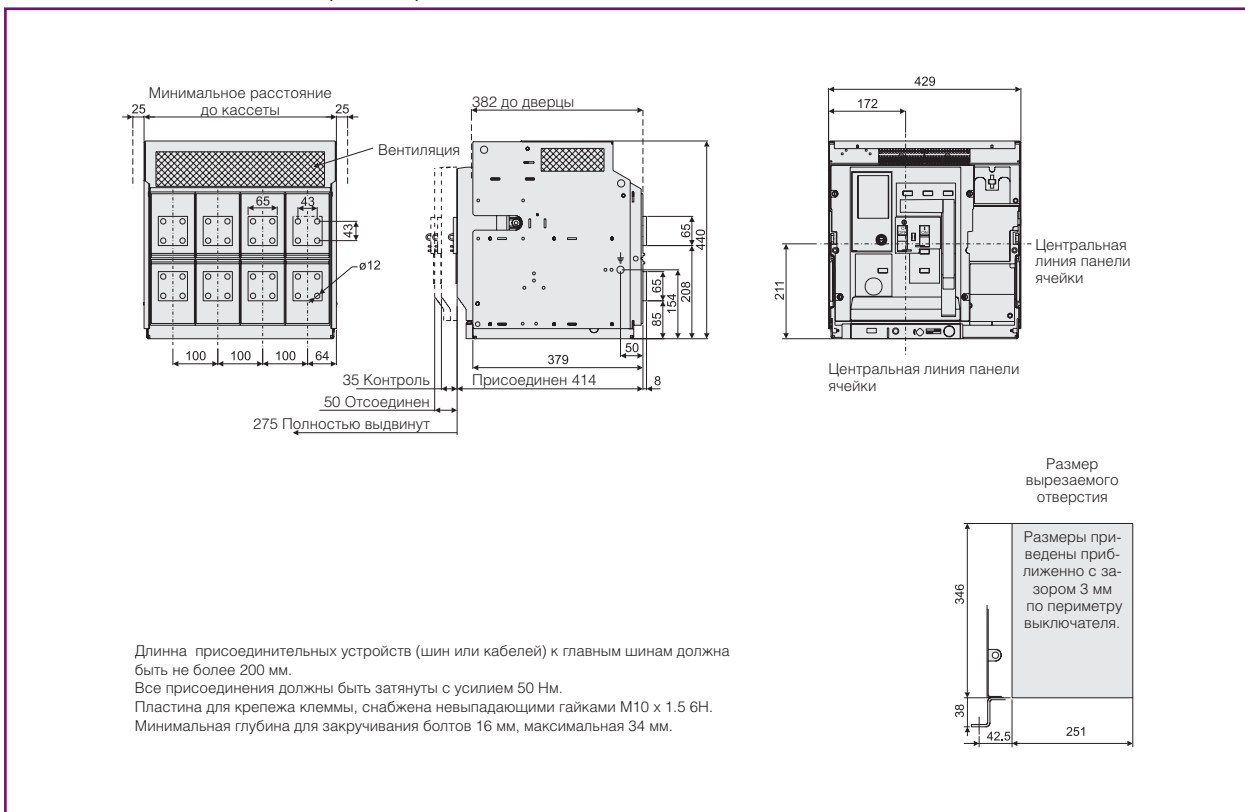 Минимальное расстояние
до кассеты
25
25
Вентиляция
65
43
43
ø12
100
100
100
64
382 до дверцы
440
65
65
85
154
208
50
379
35 Контроль
Присоединен 414
8
50 Отсоединен
275 Полностью выдвинут
429
172
211
Центральная
линия панели
ячейки
Центральная линия панели
ячейки
Размер
вырезаемого
отверстия
Размеры при-
ведены приб-
лиженно с за-
зором 3 мм
по периметру
выключателя.
346
38
42.5
251
Длинна присоединительных устройств (шин или кабелей) к главным шинам должна
быть не более 200 мм.
Все присоединения должны быть затянуты с усилием 50 Нм.
Пластина для крепежа клеммы, снабжена невыпадающими гайками M10 x 1.5 6H.
Минимальная глубина для закручивания болтов 16 мм, максимальная 34 мм.